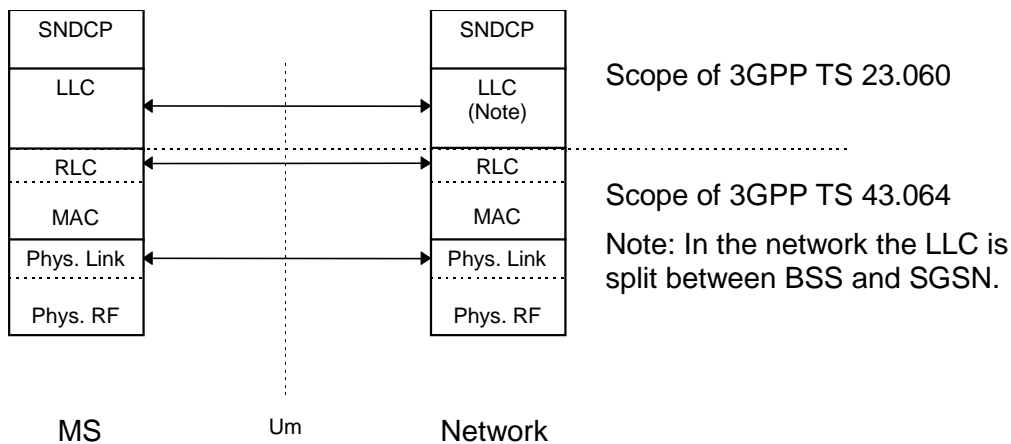 SNDCP
LLC
RLC
MAC
Phys. Link
Phys. RF
MS
Um
SNDCP
LLC
(Note)
RLC
MAC
Phys. Link
Phys. RF
Network
Scope of 3GPP TS 23.060
Scope of 3GPP TS 43.064
Note: In the network the LLC is
split between BSS and SGSN.